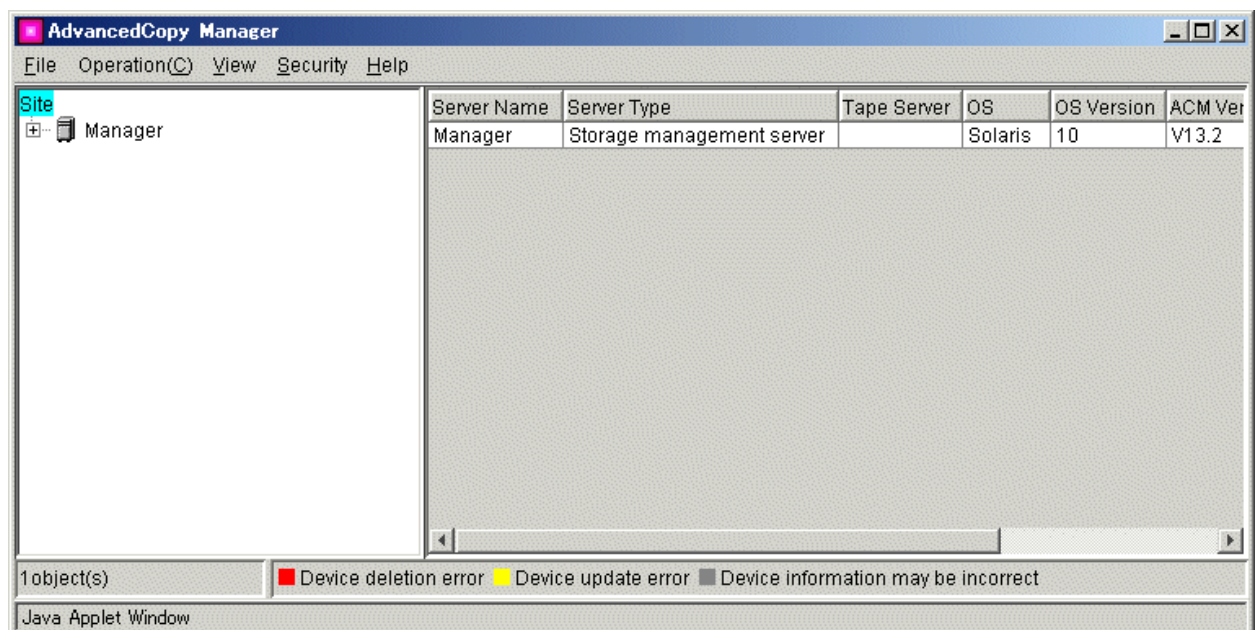 AdvancedCopy Manager
File Operation(C) View Security Help
Site
Manager
Server Name Server Type Tape Server OS OS Version ACM Ver
Manager Storage management server Solaris 10 V13.2
1object(s)
Device deletion error Device update error Device information may be incorrect
Java Applet Window